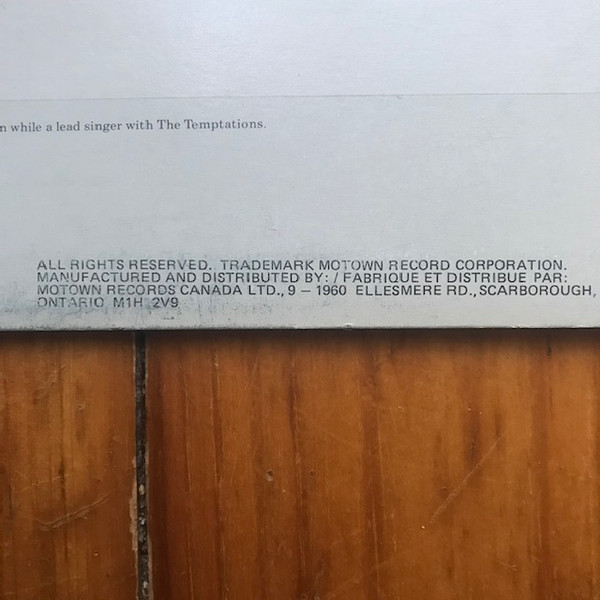 n while a lead singer with The Temptations.
ALL RIGHTS RESERVED. TRADEMARK MOTOWN RECORD CORPORATION.
MANUFACTURED AND DISTRIBUTED BY: / FABRIQUE ET DISTRIBUE PAR:
MOTOWN RECORDS CANADA LTD., 9 – 1960 ELLESMERE RD., SCARBOROUGH,
ONTARIO M1H 2V9